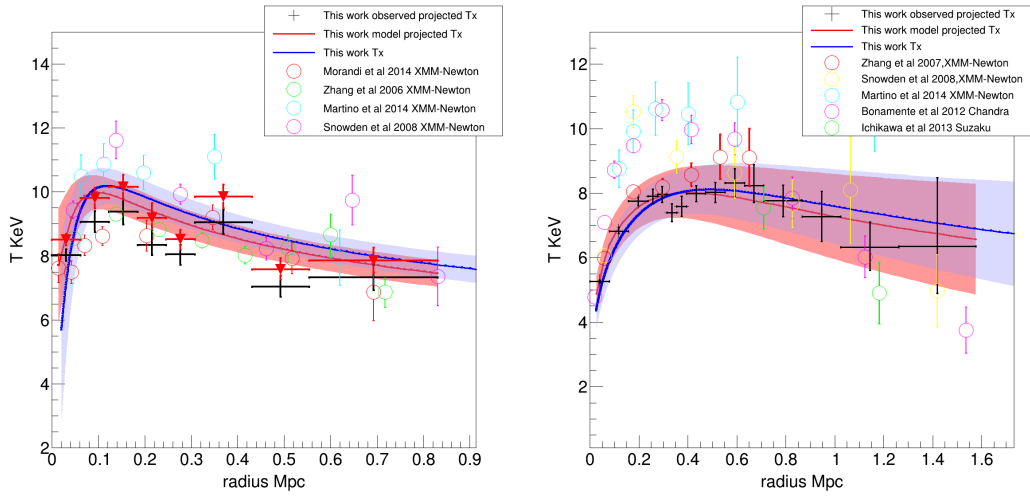 This work observed projected Tx
This work model projected Tx
This work Tx
Morandi et al 2014 XMM-Newton
Zhang et al 2006 XMM-Newton
Martino et al 2014 XMM-Newton
Snowden et al 2008 XMM-Newton
T KeV
14
12
10
8
6
4
2
0 0.1 0.2 0.3 0.4 0.5 0.6 0.7 0.8 0.9
radius Mpc
This work observed projected Tx
This work model projected Tx
This work Tx
Zhang et al 2007,XMM-Newton
Snowden et al 2008,XMM-Newton
Martino et al 2014 XMM-Newton
Bonamente et al 2012 Chandra
Ichikawa et al 2013 Suzaku
T KeV
12
10
8
6
4
2
0 0.2 0.4 0.6 0.8 1 1.2 1.4 1.6
radius Mpc